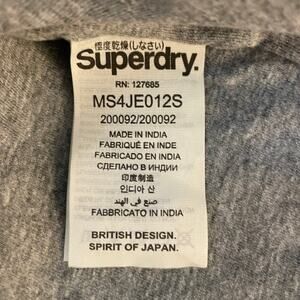 極度乾燥(しなさい)
Superdry.
RN: 127685
MS4JE012S
200092/200092
MADE IN INDIA
FABRIQUÉ EN INDE
FABRICADO EN INDIA
СДЕЛАНО В ИНДИИ
印度制造
인디아 산
صنع في الهند
FABBRICATO IN INDIA
BRITISH DESIGN.
SPIRIT OF JAPAN.